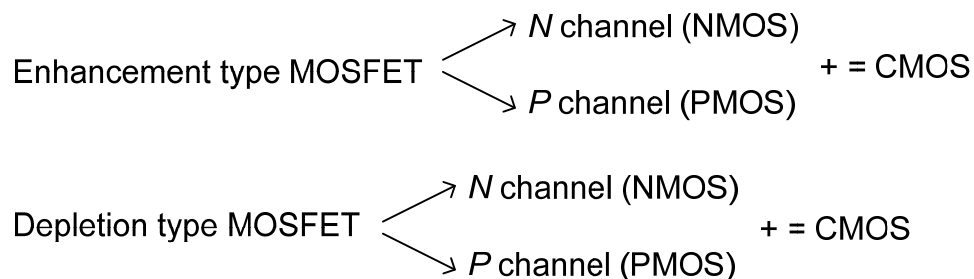 N channel (NMOS)
Enhancement type MOSFET
+ = CMOS
P channel (PMOS)
N channel (NMOS)
Depletion type MOSFET
+ = CMOS
P channel (PMOS)